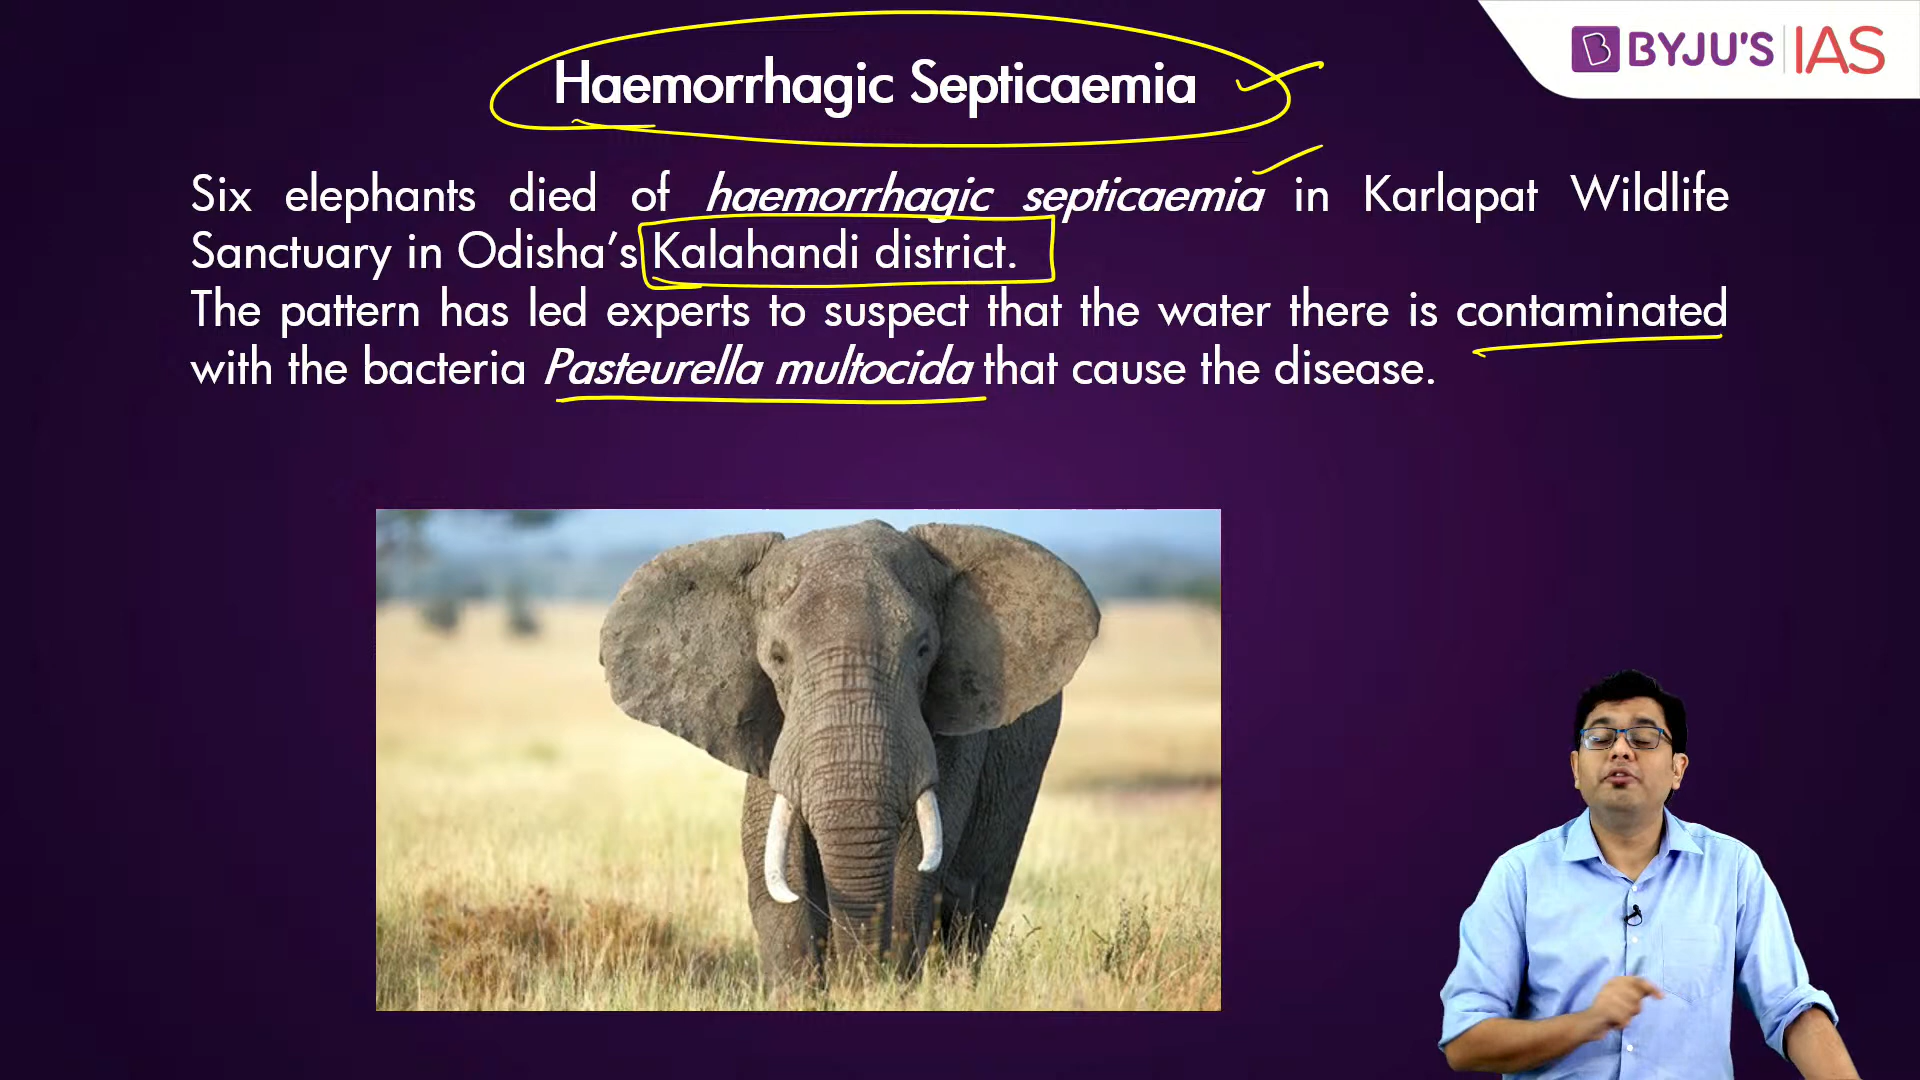 BYJU'S IAS
Haemorrhagic Septicaemia
Six elephants died of haemorrhagic septicaemia in Karlapat Wildlife
Sanctuary in Odisha's Kalahandi district.
The pattern has led experts to suspect that the water there is contaminated
with the bacteria Pasteurella multocida that cause the disease.